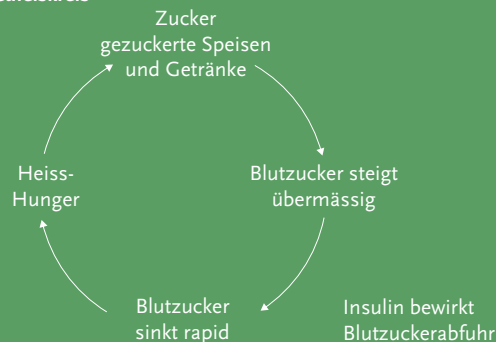 Zucker
gezuckerte Speisen
und Getränke
Blutzucker steigt
übermässig
Insulin bewirkt
Blutzuckerabfuhr
Blutzucker
sinkt rapid
Heiss-
Hunger